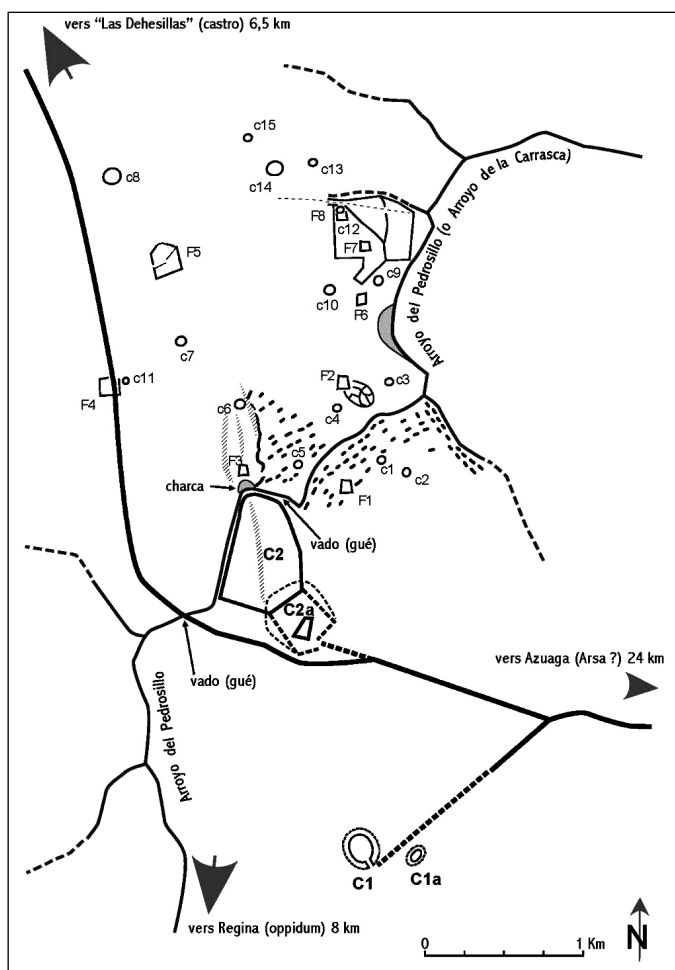 vers “Las Dehesillas” (castro) 6,5 km
c15
c13
c14
c8
Arroyo del Pedrosillo (o Arroyo de la Carrasca)
F8
c12
F7
F5
c9
c10
F6
c7
c11
F4
F2
c3
c6
c4
F3
c5
c1
c2
F1
charca
vado (gué)
C2
C2a
vers Azuaga (Arsa ?) 24 km
vado (gué)
Arroyo del Pedrosillo
C1
C1a
vers Regina (oppidum) 8 km
0
1 Km
N